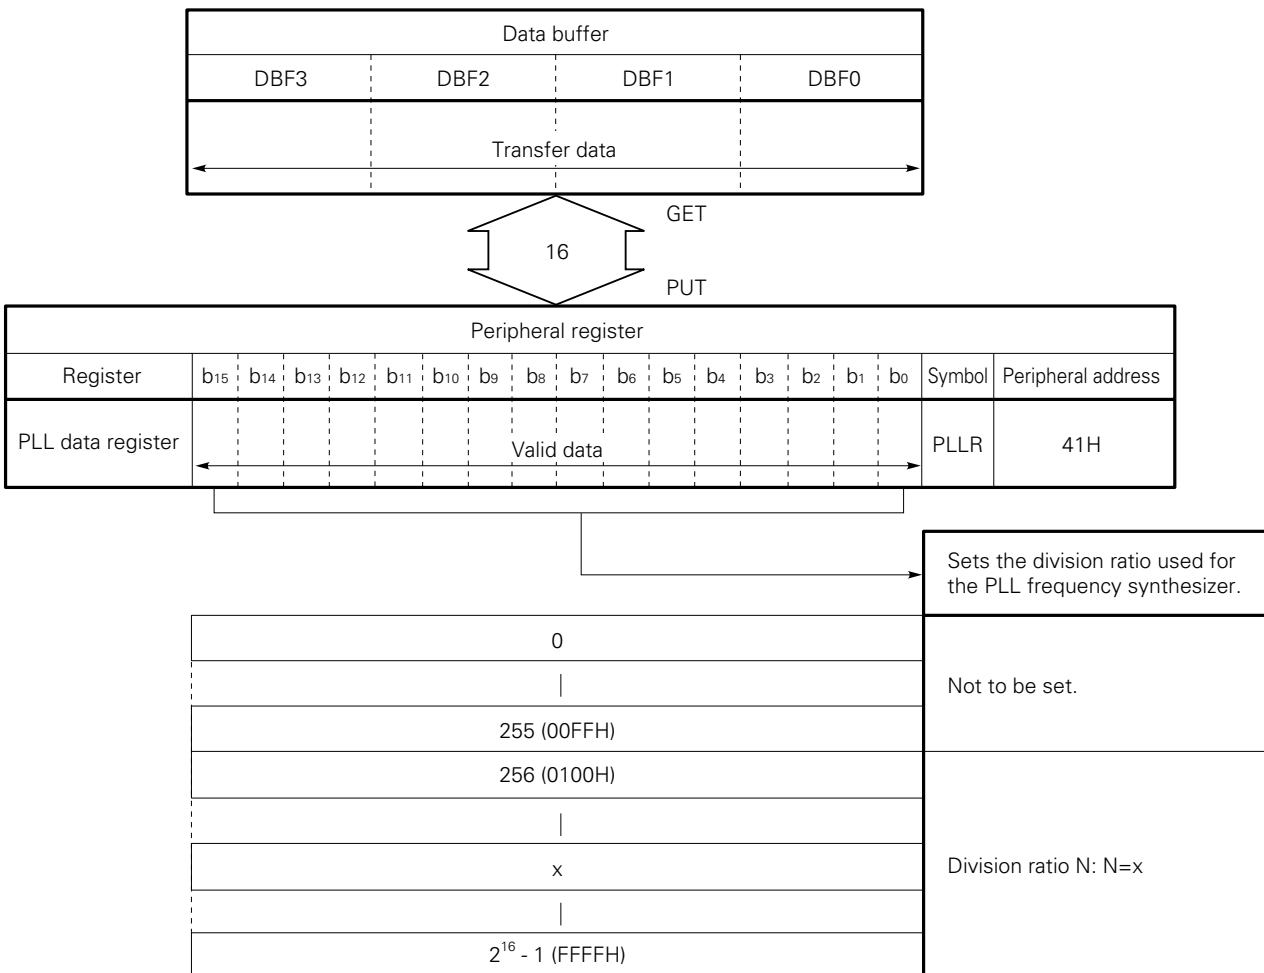 Data buffer
DBF3 DBF2 DBF1 DBF0
Transfer data
GET
16
PUT
Peripheral register
Register b15 b14 b13 b12 b11 b10 b9 b8 b7 b6 b5 b4 b3 b2 b1 b0 Symbol Peripheral address
PLL data register Valid data PLLR 41H
Sets the division ratio used for
the PLL frequency synthesizer.
0
Not to be set.
255 (00FFH)
256 (0100H)
x Division ratio N: N=x
2^16 - 1 (FFFFH)